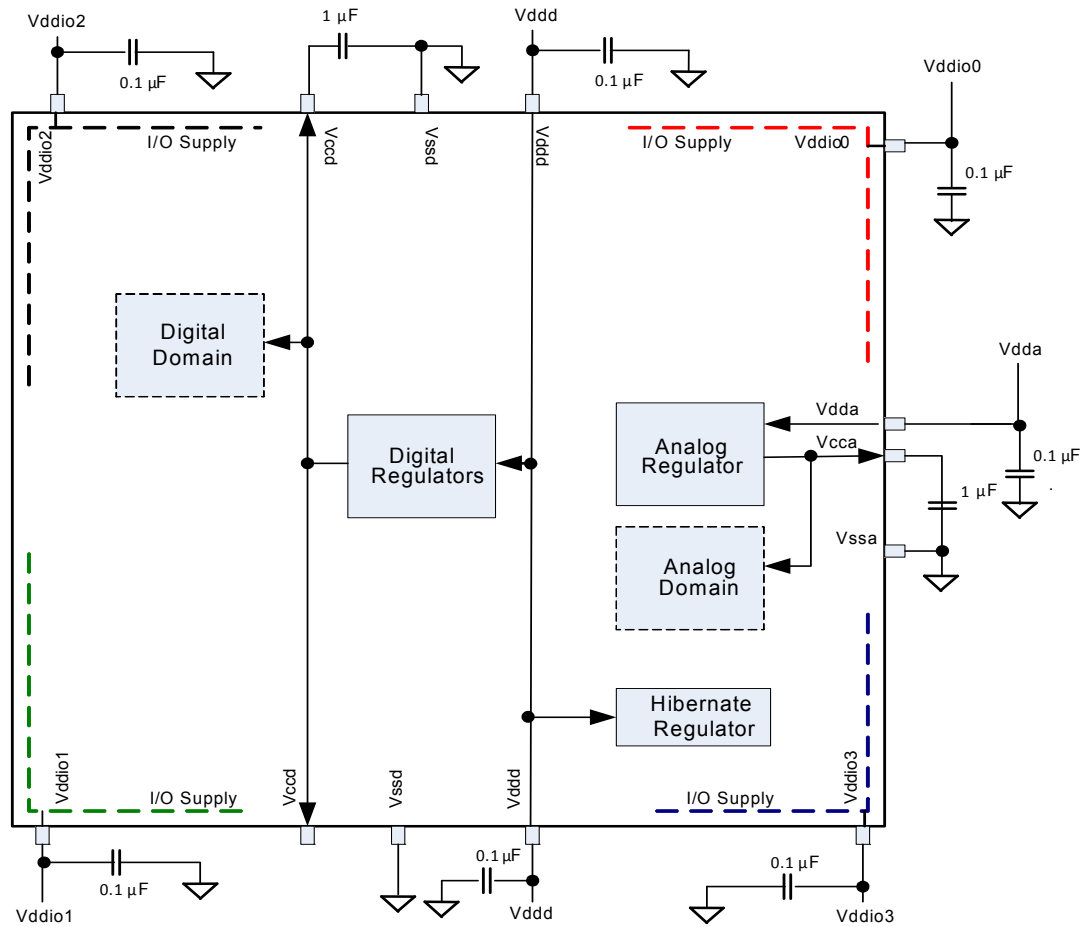 Vddio2
1 µF
Vddd
0.1 µF
0.1 µF
Vddio0
Vddio2
I/O Supply
Vccd
Vssd
Vddd
I/O Supply
Vddio0
0.1 µF
Digital
Domain
Vdda
Digital
Regulators
Analog
Regulator
Vdda
Vcca
0.1 µF
.
1 µF
Vssa
Analog
Domain
Hibernate
Regulator
Vddio1
I/O Supply
Vccd
Vssd
Vddd
I/O Supply
Vddio3
0.1 µF
0.1 µF
0.1 µF
Vddio1
Vddd
Vddio3